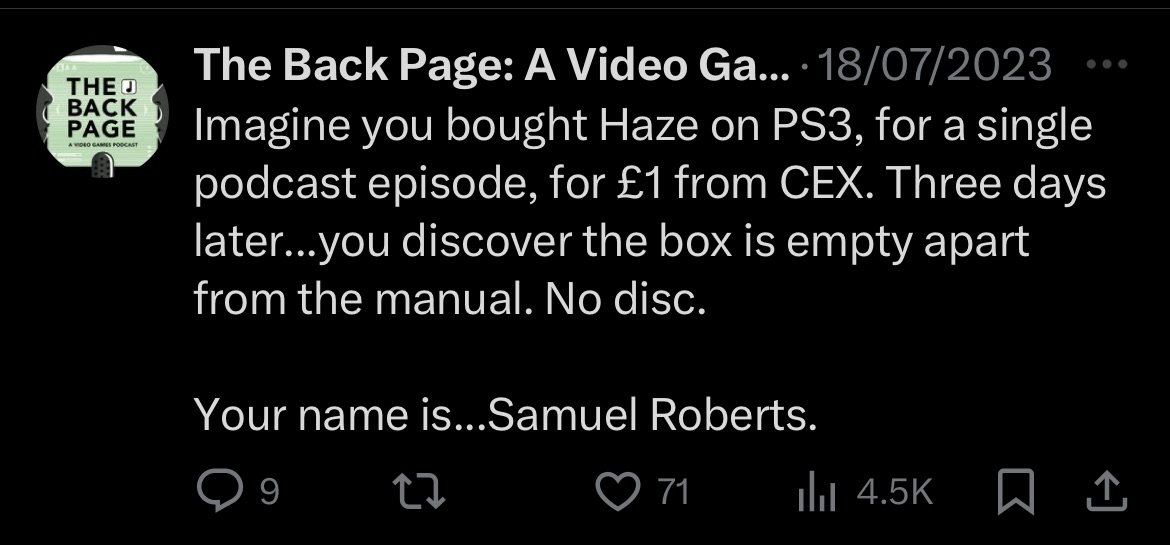 THE
BACK
PAGE
A VIDEO GAMES PODCAST
The Back Page: A Video Ga... · 18/07/2023
Imagine you bought Haze on PS3, for a single
podcast episode, for £1 from CEX. Three days
later...you discover the box is empty apart
from the manual. No disc.
Your name is...Samuel Roberts.
9
71
4.5K